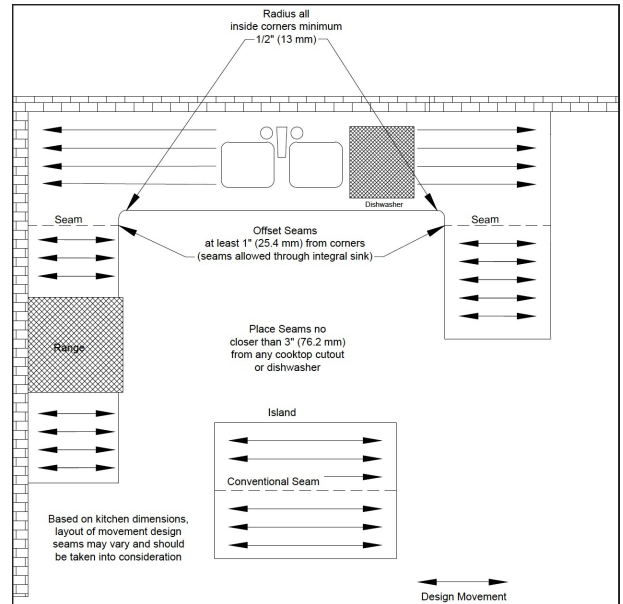 Radius all
inside corners minimum
1/2" (13 mm)
Dishwasher
Seam
Seam
Offset Seams
at least 1" (25.4 mm) from corners
(seams allowed through integral sink)
Range
Place Seams no
closer than 3" (76.2 mm)
from any cooktop cutout
or dishwasher
Island
Conventional Seam
Based on kitchen dimensions,
layout of movement design
seams may vary and should
be taken into consideration
Design Movement